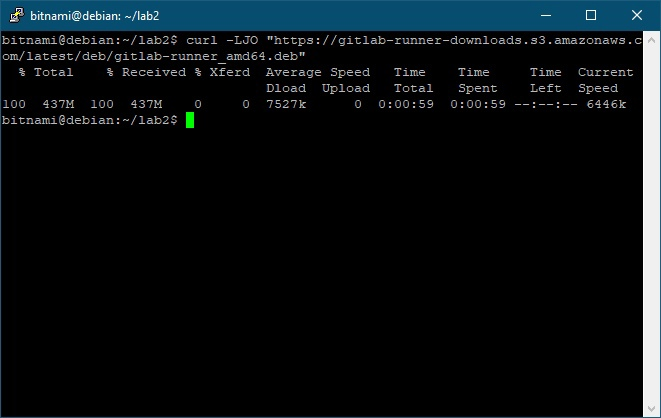 bitnami@debian: ~/lab2
bitnami@debian:~/lab2$ curl -LJO "https://gitlab-runner-downloads.s3.amazonaws.c
om/latest/deb/gitlab-runner_amd64.deb"
  % Total    % Received % Xferd  Average Speed   Time    Time     Time  Current
                                 Dload  Upload   Total   Spent    Left  Speed
100  437M  100  437M    0     0  7527k      0  0:00:59  0:00:59 --:--:-- 6446k
bitnami@debian:~/lab2$